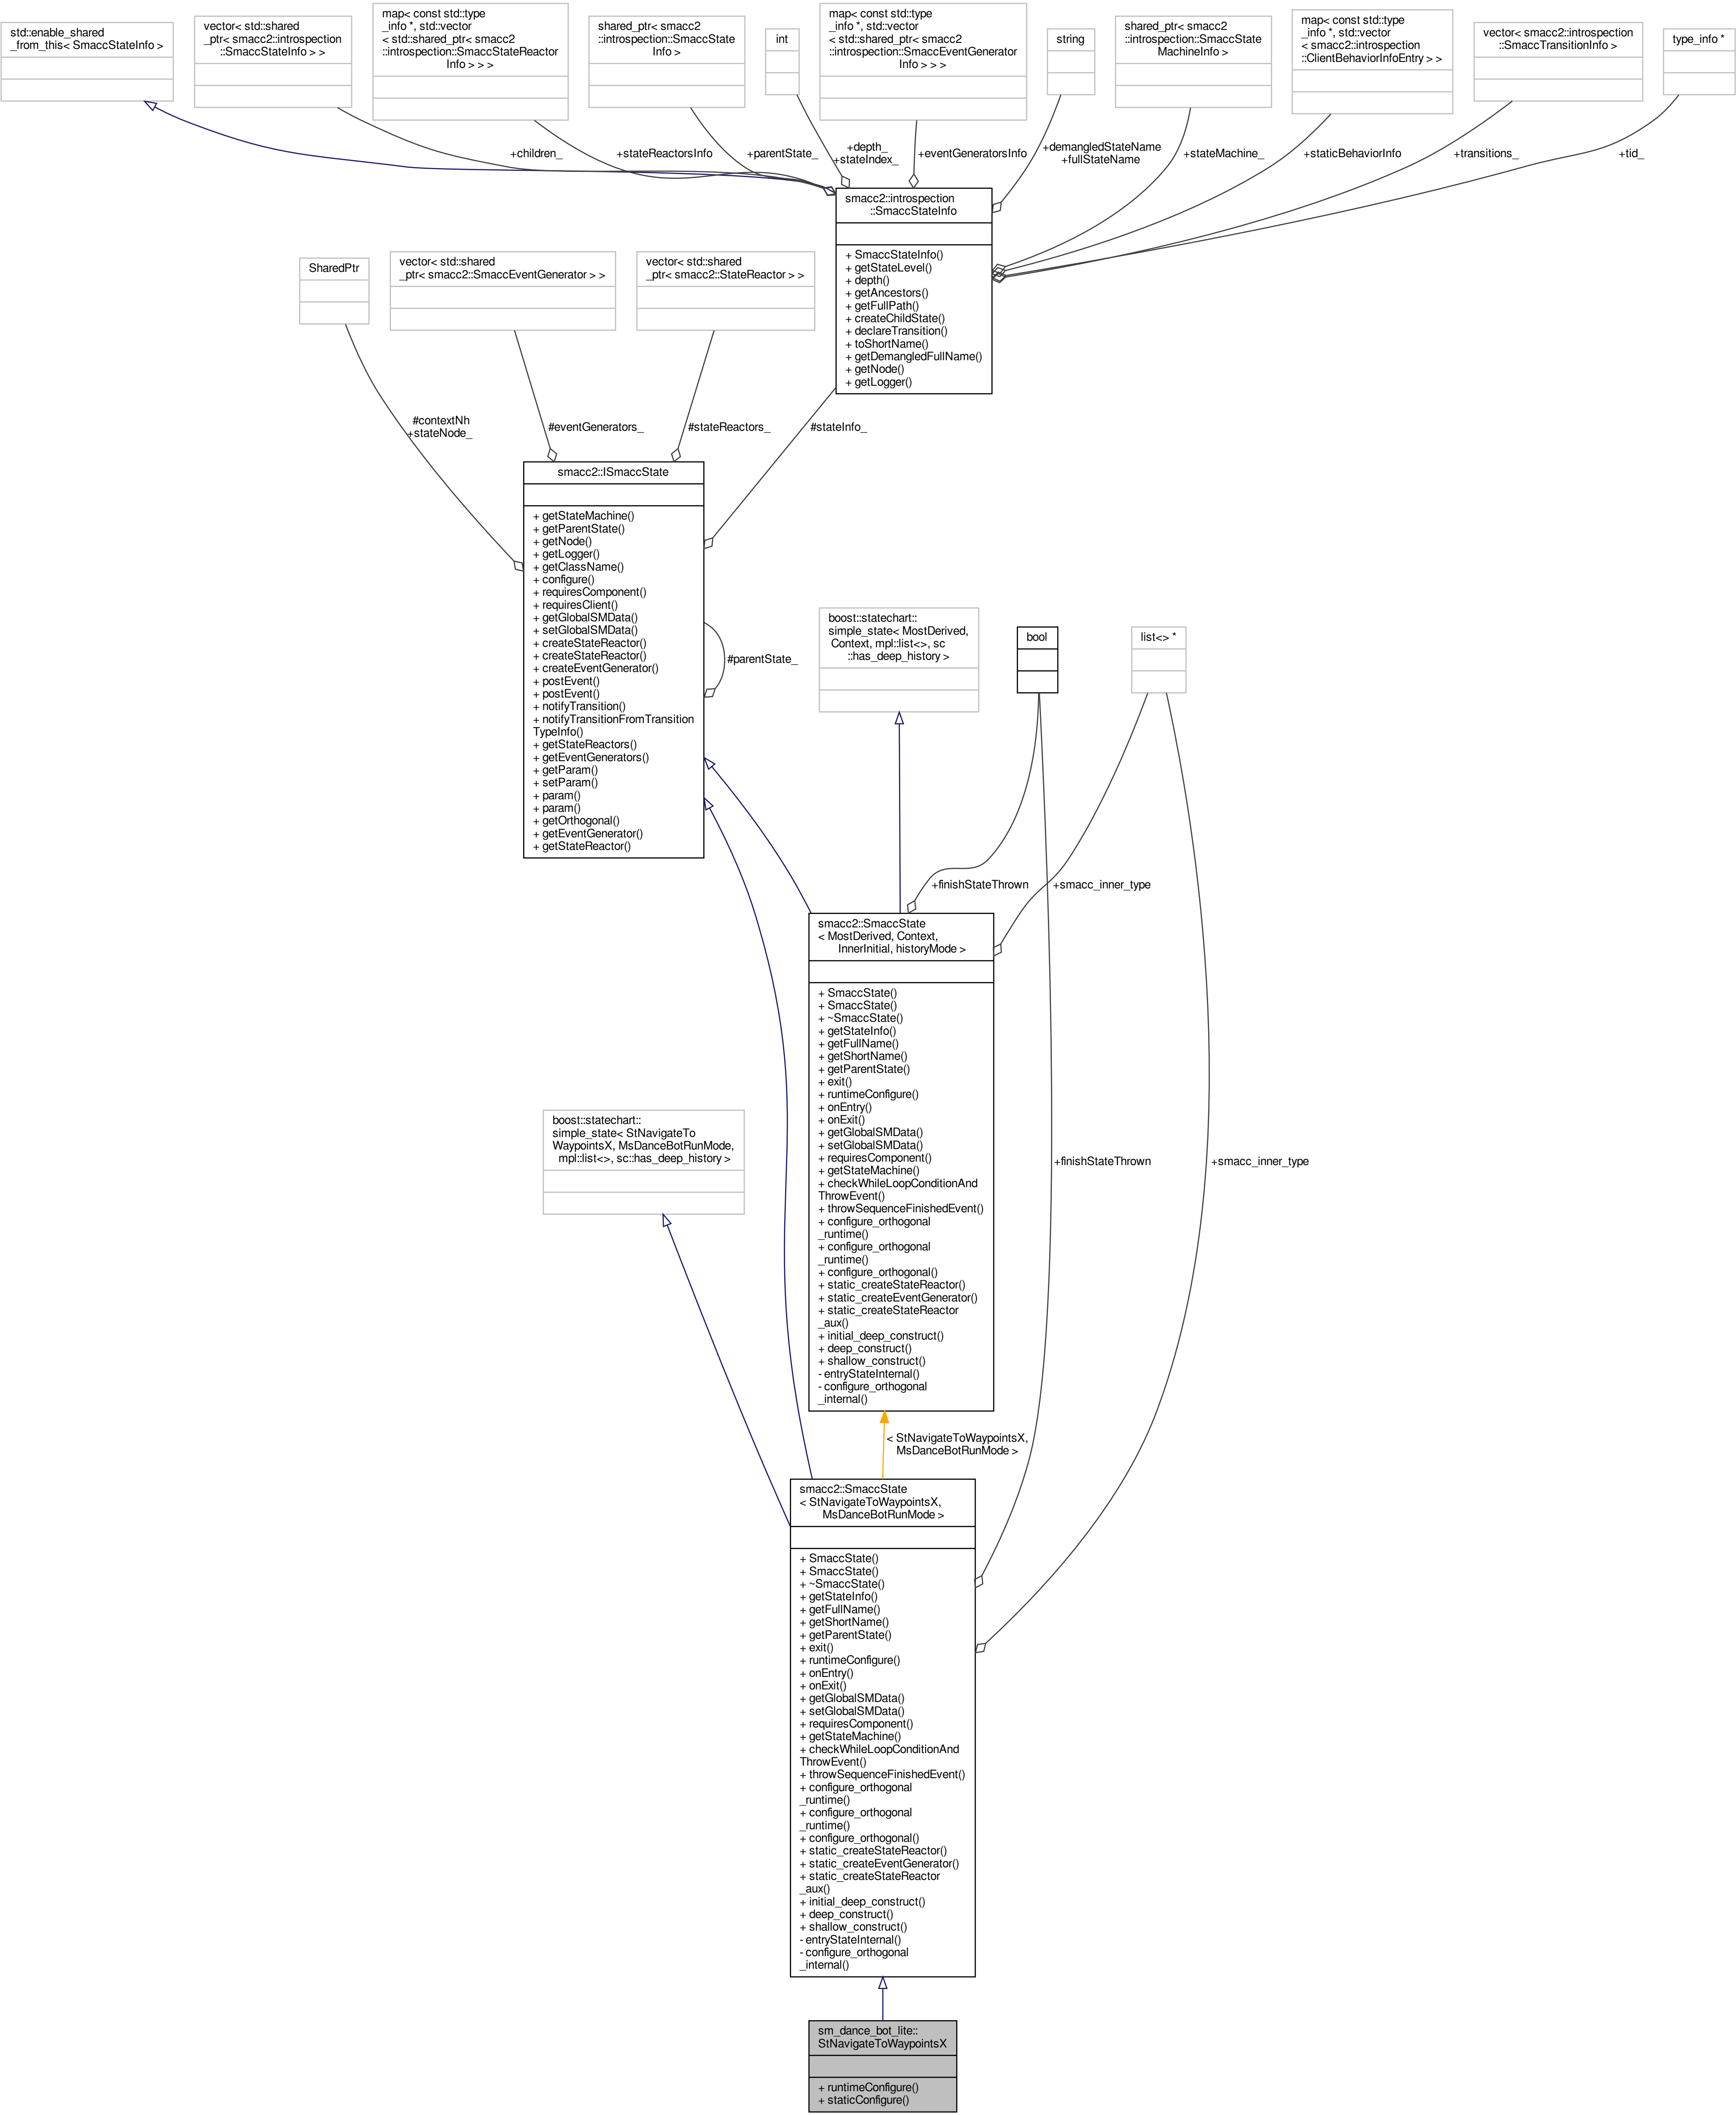 std::enable_shared
_from_this< SmaccStateInfo >
vector< std::shared
_ptr< smacc2::introspection
::SmaccStateInfo > >
map< const std::type
_info *, std::vector
< std::shared_ptr< smacc2
::introspection::SmaccStateReactor
Info > > >
shared_ptr< smacc2
::introspection::SmaccState
Info >
int
map< const std::type
_info *, std::vector
< std::shared_ptr< smacc2
::introspection::SmaccEventGenerator
Info > > >
string
shared_ptr< smacc2
::introspection::SmaccState
MachineInfo >
map< const std::type
_info *, std::vector
< smacc2::introspection
::ClientBehaviorInfoEntry > >
vector< smacc2::introspection
::SmaccTransitionInfo >
type_info *
+children_
+stateReactorsInfo
+parentState_
+depth_
+stateIndex_
+eventGeneratorsInfo
+demangledStateName
+fullStateName
+stateMachine_
+staticBehaviorInfo
+transitions_
+tid_
smacc2::introspection
::SmaccStateInfo
+ SmaccStateInfo()
+ getStateLevel()
+ depth()
+ getAncestors()
+ getFullPath()
+ createChildState()
+ declareTransition()
+ toShortName()
+ getDemangledFullName()
+ getNode()
+ getLogger()
SharedPtr
vector< std::shared
_ptr< smacc2::SmaccEventGenerator > >
vector< std::shared
_ptr< smacc2::StateReactor > >
#contextNh
+stateNode_
#eventGenerators_
#stateReactors_
#stateInfo_
smacc2::ISmaccState
+ getStateMachine()
+ getParentState()
+ getNode()
+ getLogger()
+ getClassName()
+ configure()
+ requiresComponent()
+ requiresClient()
+ getGlobalSMData()
+ setGlobalSMData()
+ createStateReactor()
+ createStateReactor()
+ createEventGenerator()
+ postEvent()
+ postEvent()
+ notifyTransition()
+ notifyTransitionFromTransition
TypeInfo()
+ getStateReactors()
+ getEventGenerators()
+ getParam()
+ setParam()
+ param()
+ param()
+ getOrthogonal()
+ getEventGenerator()
+ getStateReactor()
#parentState_
boost::statechart::
simple_state< MostDerived,
Context, mpl::list<>, sc
::has_deep_history >
bool
list<> *
+finishStateThrown
+smacc_inner_type
smacc2::SmaccState
< MostDerived, Context,
InnerInitial, historyMode >
+ SmaccState()
+ SmaccState()
+ ~SmaccState()
+ getStateInfo()
+ getFullName()
+ getShortName()
+ getParentState()
+ exit()
+ runtimeConfigure()
+ onEntry()
+ onExit()
+ getGlobalSMData()
+ setGlobalSMData()
+ requiresComponent()
+ getStateMachine()
+ checkWhileLoopConditionAnd
ThrowEvent()
+ throwSequenceFinishedEvent()
+ configure_orthogonal
_runtime()
+ configure_orthogonal
_runtime()
+ configure_orthogonal()
+ static_createStateReactor()
+ static_createEventGenerator()
+ static_createStateReactor
_aux()
+ initial_deep_construct()
+ deep_construct()
+ shallow_construct()
- entryStateInternal()
- configure_orthogonal
_internal()
boost::statechart::
simple_state< StNavigateTo
WaypointsX, MsDanceBotRunMode,
mpl::list<>, sc::has_deep_history >
+finishStateThrown
+smacc_inner_type
< StNavigateToWaypointsX,
MsDanceBotRunMode >
smacc2::SmaccState
< StNavigateToWaypointsX,
MsDanceBotRunMode >
+ SmaccState()
+ SmaccState()
+ ~SmaccState()
+ getStateInfo()
+ getFullName()
+ getShortName()
+ getParentState()
+ exit()
+ runtimeConfigure()
+ onEntry()
+ onExit()
+ getGlobalSMData()
+ setGlobalSMData()
+ requiresComponent()
+ getStateMachine()
+ checkWhileLoopConditionAnd
ThrowEvent()
+ throwSequenceFinishedEvent()
+ configure_orthogonal
_runtime()
+ configure_orthogonal
_runtime()
+ configure_orthogonal()
+ static_createStateReactor()
+ static_createEventGenerator()
+ static_createStateReactor
_aux()
+ initial_deep_construct()
+ deep_construct()
+ shallow_construct()
- entryStateInternal()
- configure_orthogonal
_internal()
sm_dance_bot_lite::
StNavigateToWaypointsX
+ runtimeConfigure()
+ staticConfigure()